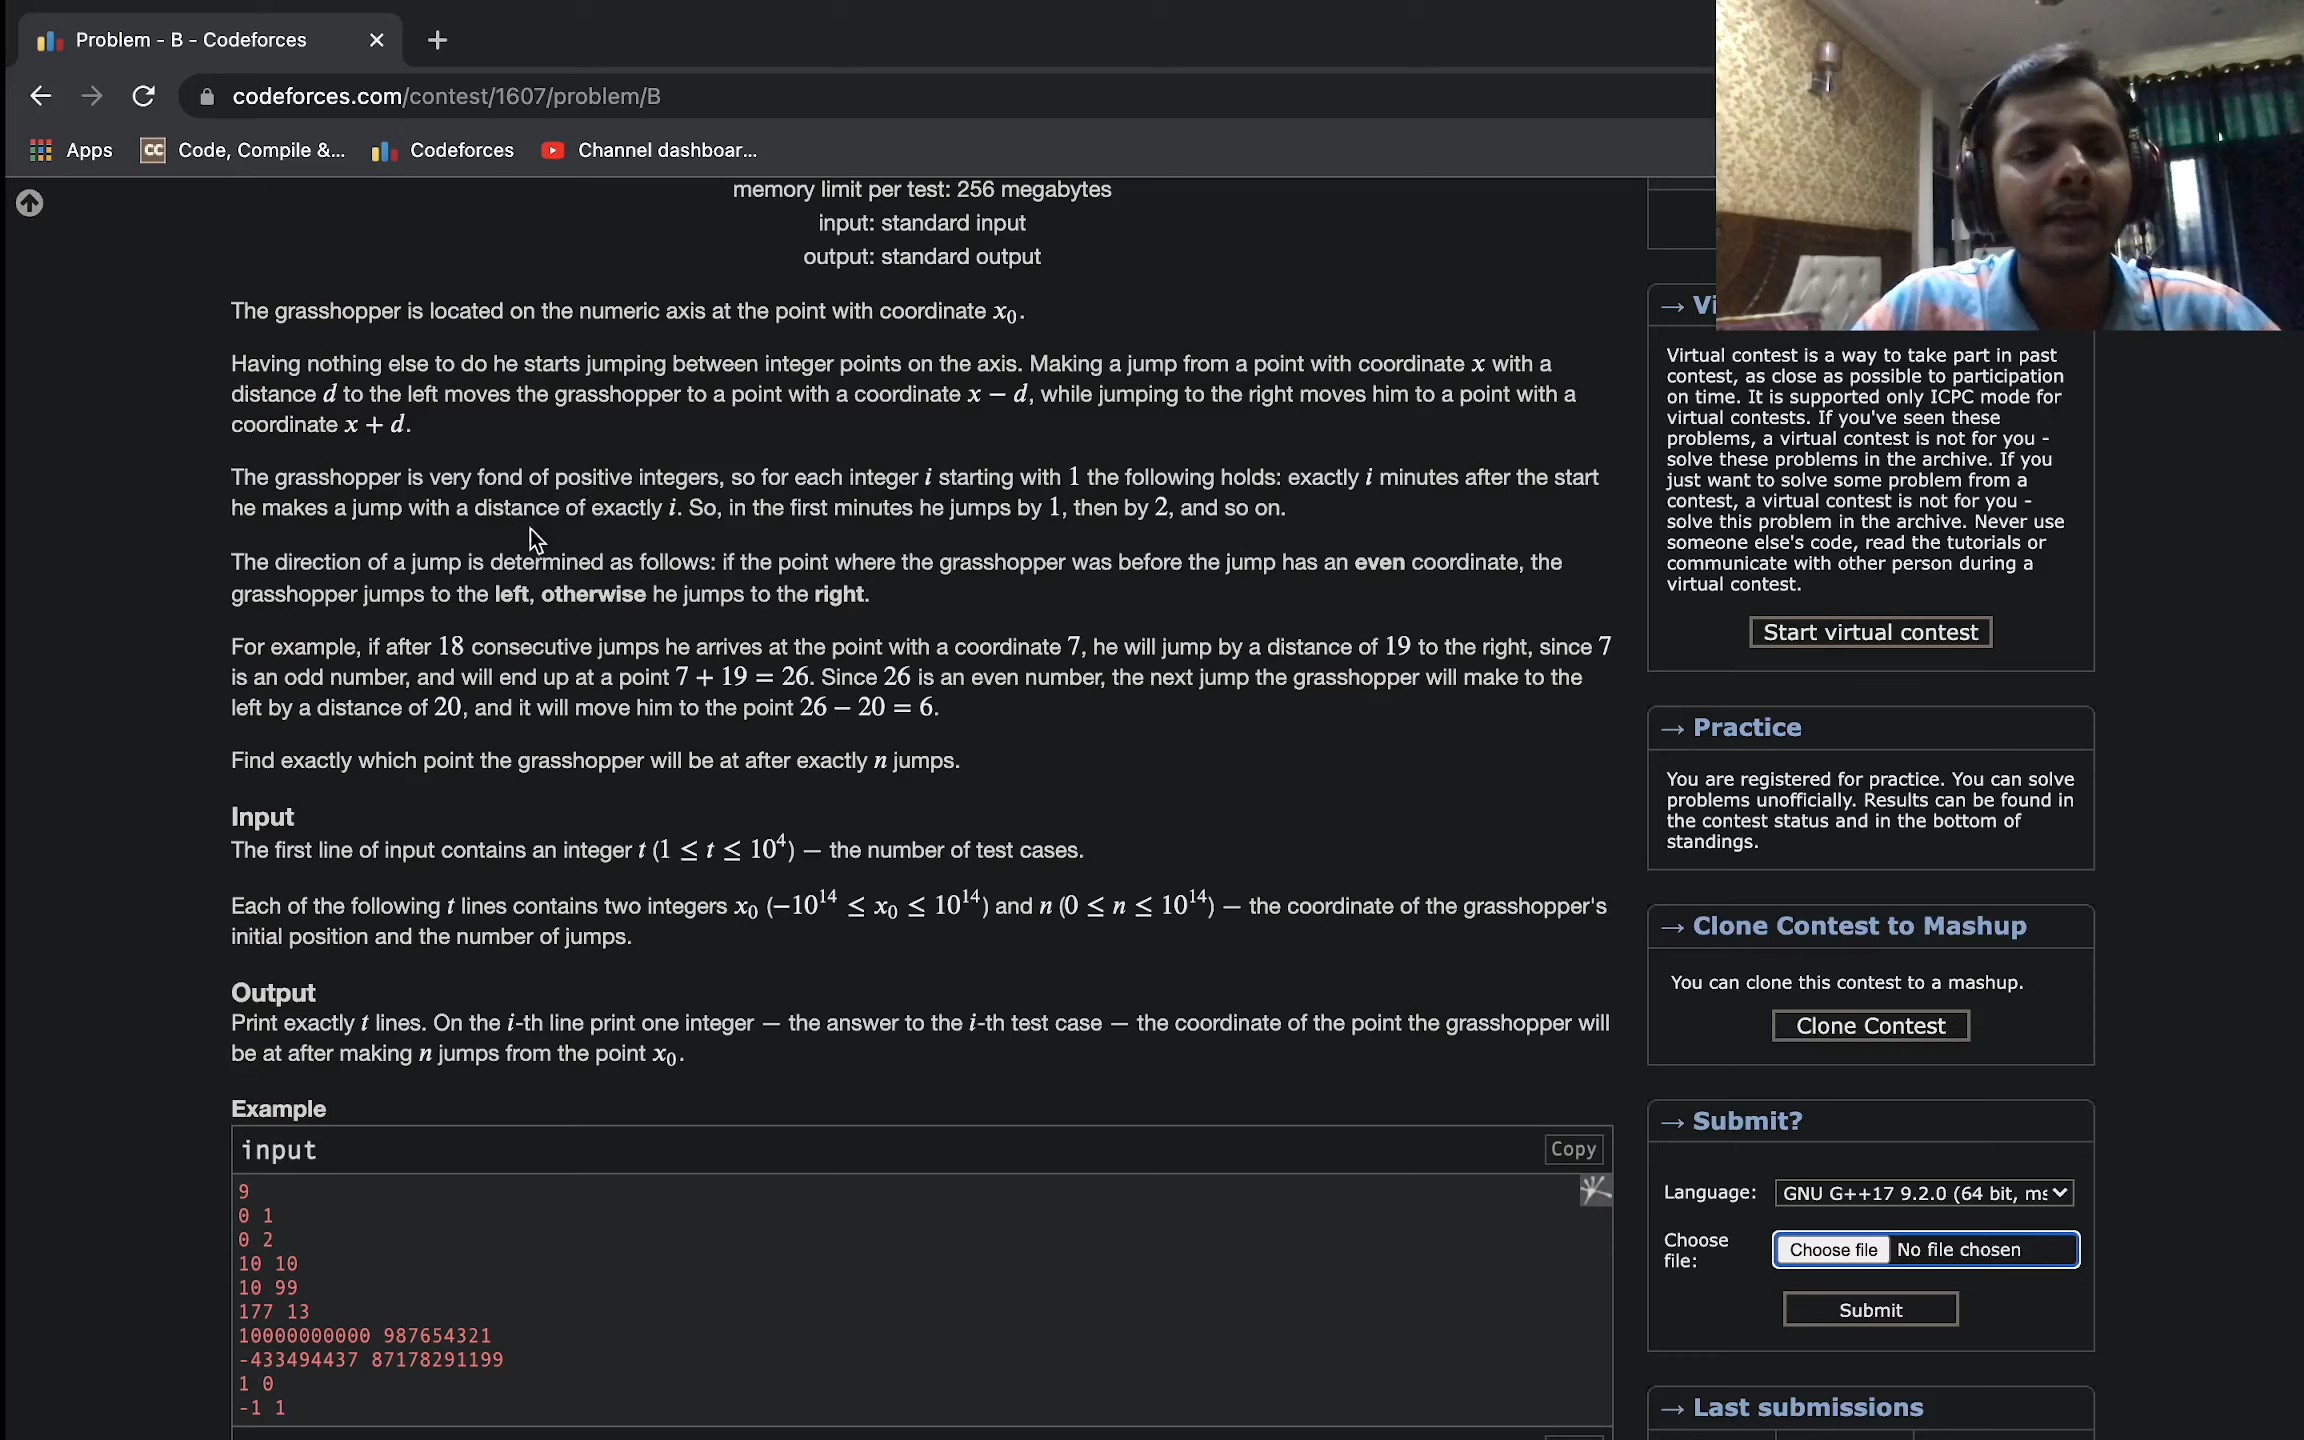 Problem - B - Codeforces
codeforces.com/contest/1607/problem/B
Apps
CC Code, Compile &...
Codeforces
Channel dashboar...
memory limit per test: 256 megabytes
input: standard input
output: standard output
The grasshopper is located on the numeric axis at the point with coordinate x₀.
Having nothing else to do he starts jumping between integer points on the axis. Making a jump from a point with coordinate x with a
distance d to the left moves the grasshopper to a point with a coordinate x − d, while jumping to the right moves him to a point with a
coordinate x + d.
The grasshopper is very fond of positive integers, so for each integer i starting with 1 the following holds: exactly i minutes after the start
he makes a jump with a distance of exactly i. So, in the first minutes he jumps by 1, then by 2, and so on.
The direction of a jump is determined as follows: if the point where the grasshopper was before the jump has an even coordinate, the
grasshopper jumps to the left, otherwise he jumps to the right.
For example, if after 18 consecutive jumps he arrives at the point with a coordinate 7, he will jump by a distance of 19 to the right, since 7
is an odd number, and will end up at a point 7 + 19 = 26. Since 26 is an even number, the next jump the grasshopper will make to the
left by a distance of 20, and it will move him to the point 26 − 20 = 6.
Find exactly which point the grasshopper will be at after exactly n jumps.
Input
The first line of input contains an integer t (1 ≤ t ≤ 10⁴) — the number of test cases.
Each of the following t lines contains two integers x₀ (−10¹⁴ ≤ x₀ ≤ 10¹⁴) and n (0 ≤ n ≤ 10¹⁴) — the coordinate of the grasshopper's
initial position and the number of jumps.
Output
Print exactly t lines. On the i-th line print one integer — the answer to the i-th test case — the coordinate of the point the grasshopper will
be at after making n jumps from the point x₀.
Example
input
Copy
9
0 1
0 2
10 10
10 99
177 13
10000000000 987654321
-433494437 87178291199
1 0
-1 1
→ Vi
Virtual contest is a way to take part in past
contest, as close as possible to participation
on time. It is supported only ICPC mode for
virtual contests. If you've seen these
problems, a virtual contest is not for you -
solve these problems in the archive. If you
just want to solve some problem from a
contest, a virtual contest is not for you -
solve this problem in the archive. Never use
someone else's code, read the tutorials or
communicate with other person during a
virtual contest.
Start virtual contest
→ Practice
You are registered for practice. You can solve
problems unofficially. Results can be found in
the contest status and in the bottom of
standings.
→ Clone Contest to Mashup
You can clone this contest to a mashup.
Clone Contest
→ Submit?
Language: GNU G++17 9.2.0 (64 bit, ms
Choose
file:
Choose file No file chosen
Submit
→ Last submissions